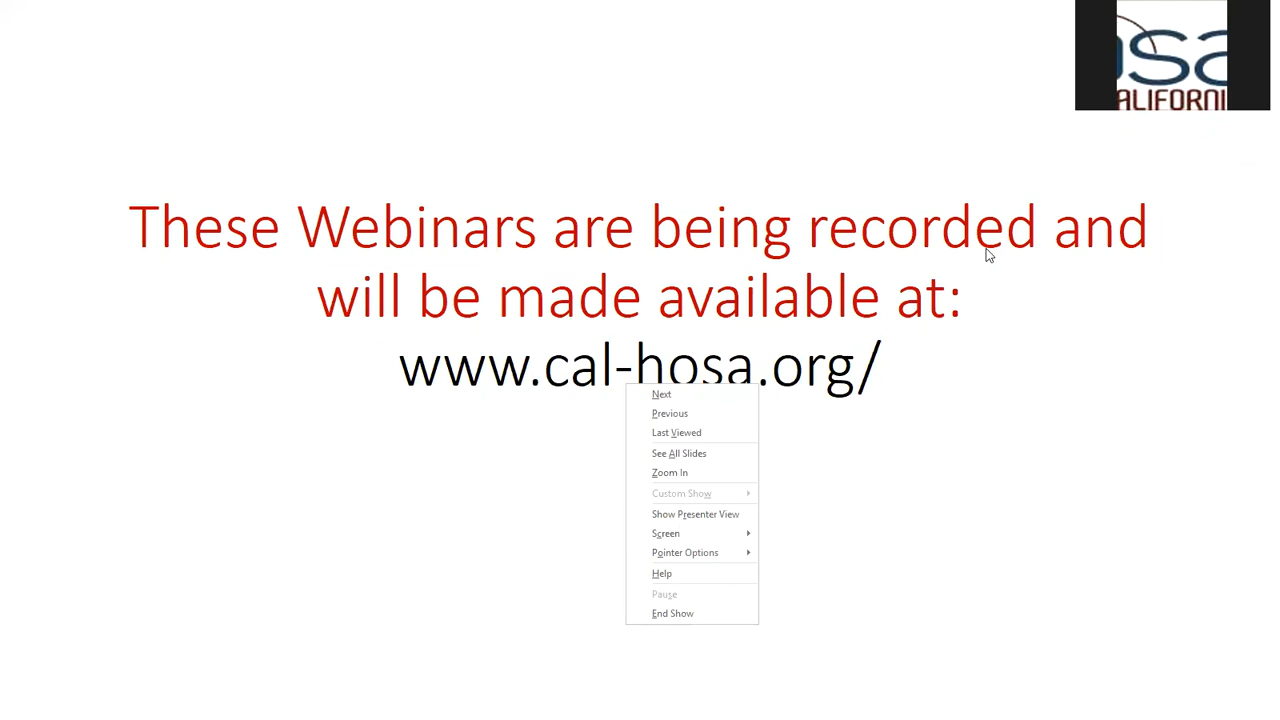 osa
ALIFORNI
These Webinars are being recorded and
will be made available at:
www.cal-hosa.org/
Next
Previous
Last Viewed
See All Slides
Zoom In
Custom Show
Show Presenter View
Screen
Pointer Options
Help
Pause
End Show